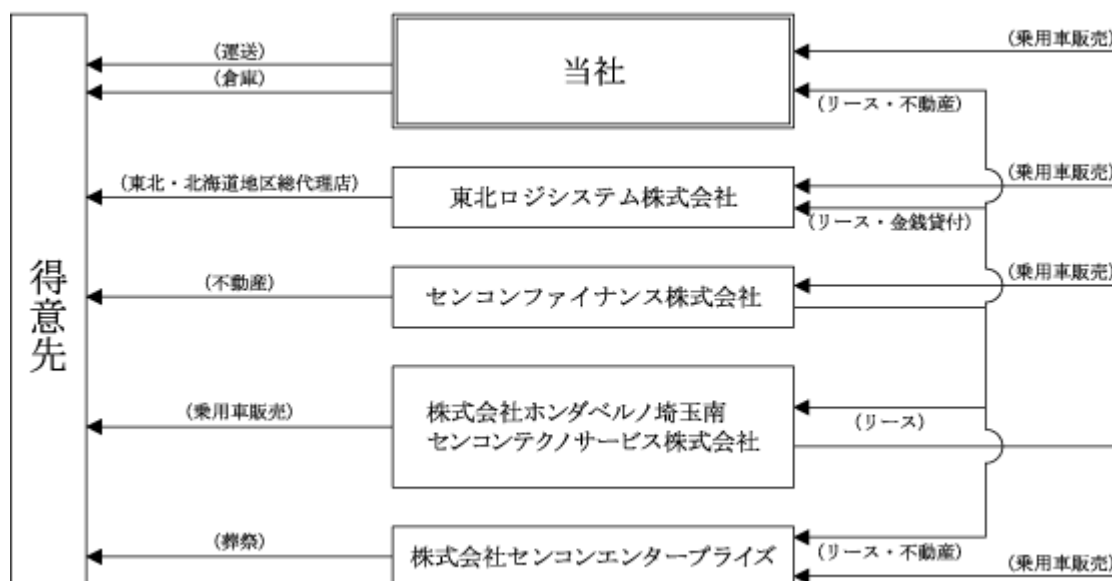 (運送)
(倉庫)
当社
(乗用車販売)
(リース・不動産)
(東北・北海道地区総代理店)
東北ロジシステム株式会社
(乗用車販売)
(リース・金銭貸付)
得意先
(不動産)
センコンファイナンス株式会社
(乗用車販売)
(乗用車販売)
株式会社ホンダベルノ埼玉南
センコンテクノサービス株式会社
(リース)
(葬祭)
株式会社センコンエンタープライズ
(リース・不動産)
(乗用車販売)